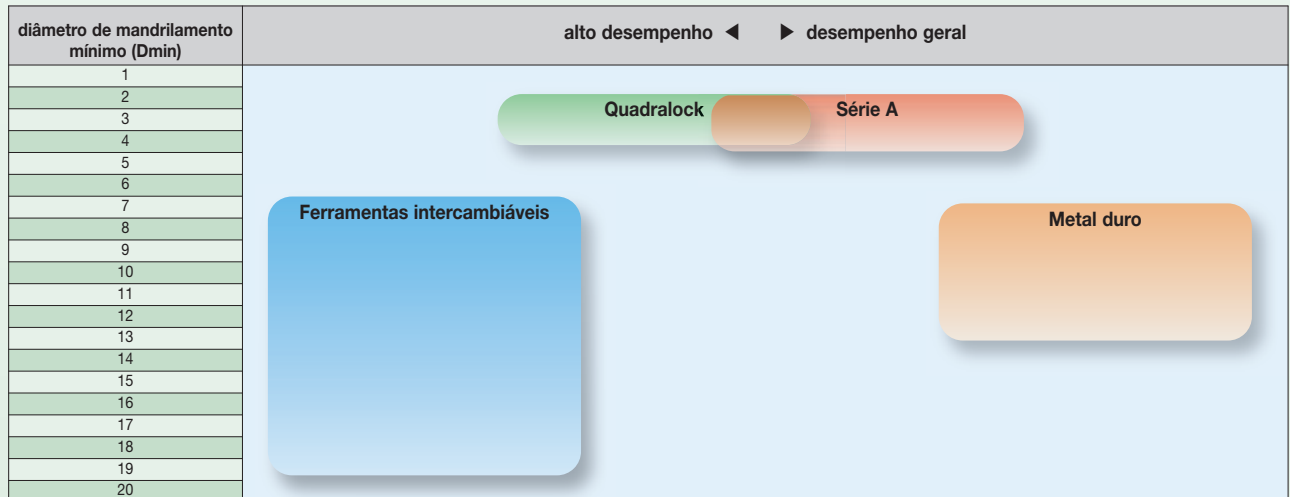 diâmetro de mandrilamento
mínimo (Dmin)
alto desempenho ◀ ▶ desempenho geral
1
2
3
4
5
6
7
8
9
10
11
12
13
14
15
16
17
18
19
20
Quadralock
Série A
Ferramentas intercambiáveis
Metal duro